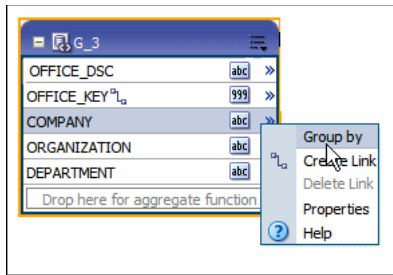 G_3
OFFICE_DSC abc
OFFICE_KEY 999
COMPANY abc
ORGANIZATION abc
DEPARTMENT abc
Drop here for aggregate function
Group by
Create Link
Delete Link
Properties
? Help